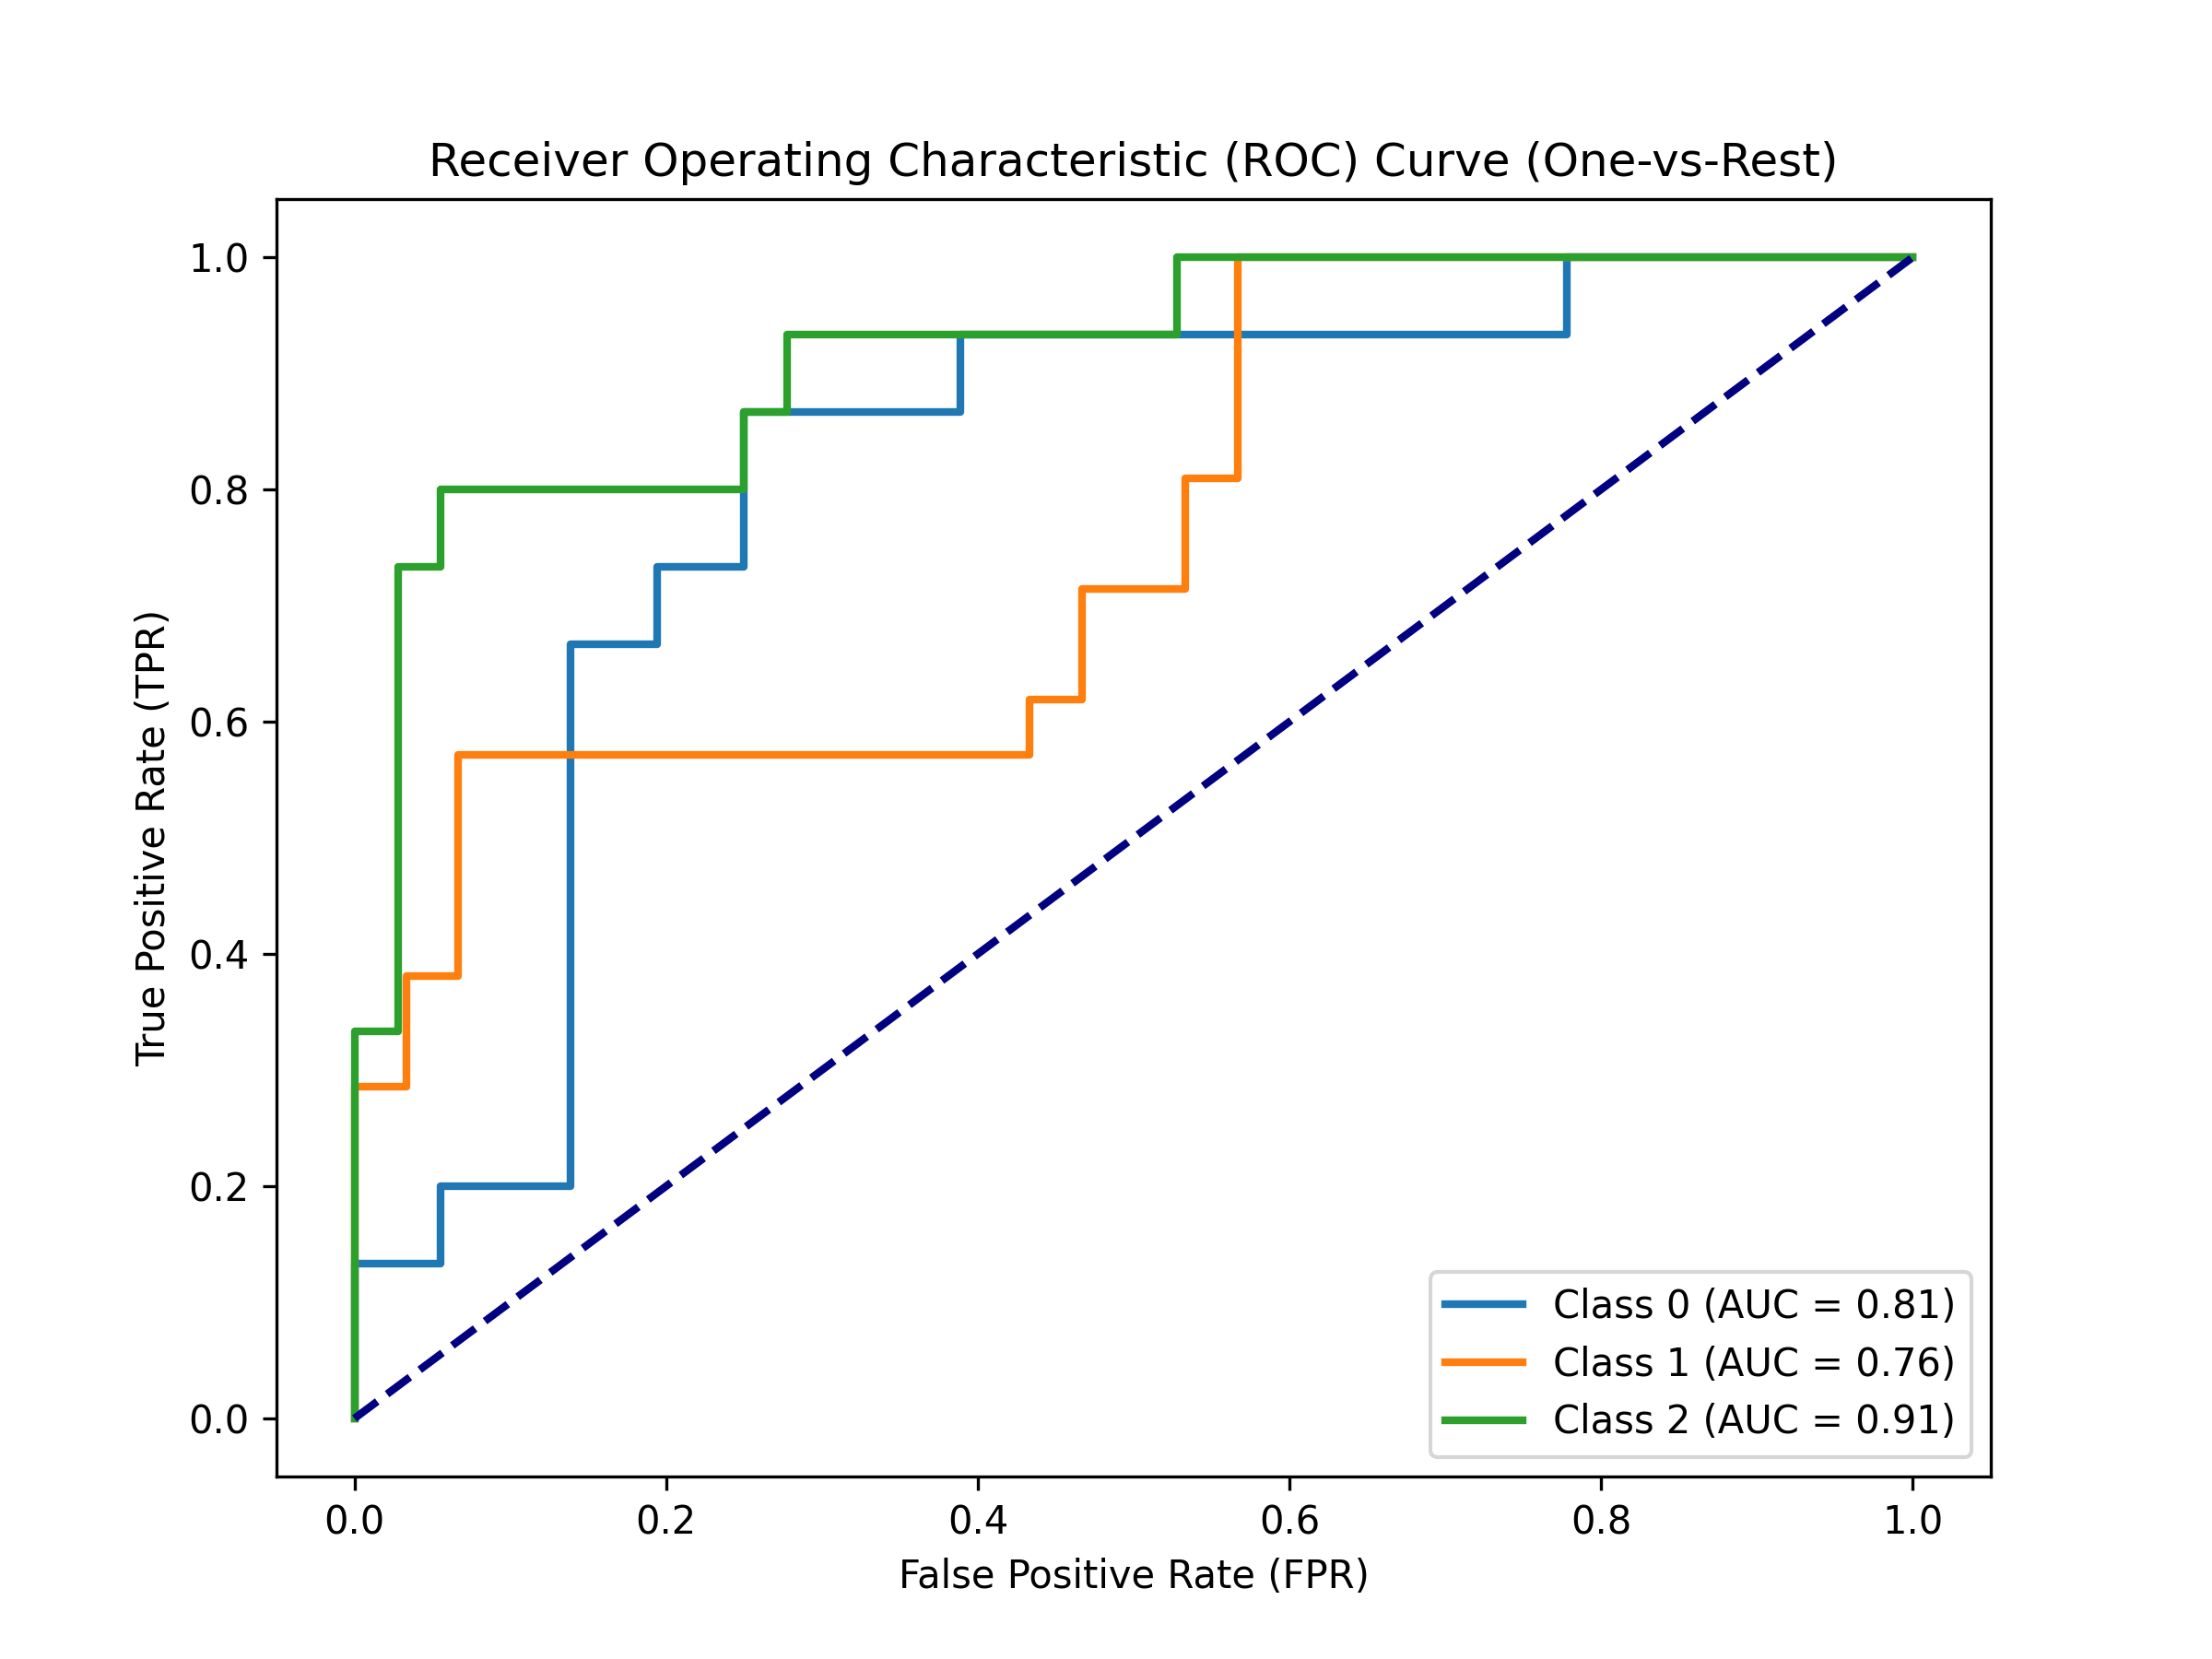 Receiver Operating Characteristic (ROC) Curve (One-vs-Rest)
True Positive Rate (TPR)
1.0
0.8
0.6
0.4
0.2
0.0
Class 0 (AUC = 0.81)
Class 1 (AUC = 0.76)
Class 2 (AUC = 0.91)
0.0 0.2 0.4 0.6 0.8 1.0
False Positive Rate (FPR)